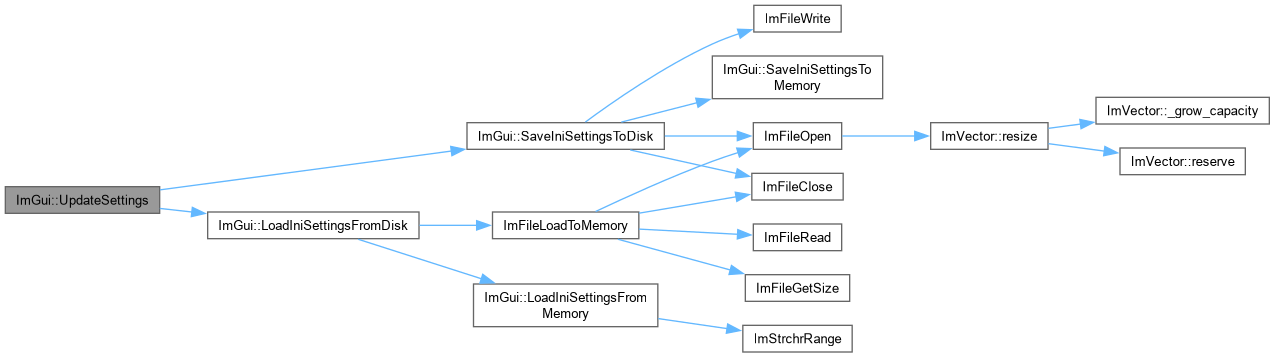 ImFileWrite
ImGui::SaveIniSettingsTo
Memory
ImVector::_grow_capacity
ImGui::SaveIniSettingsToDisk
ImFileOpen
ImVector::resize
ImVector::reserve
ImFileClose
ImGui::UpdateSettings
ImGui::LoadIniSettingsFromDisk
ImFileLoadToMemory
ImFileRead
ImFileGetSize
ImGui::LoadIniSettingsFrom
Memory
ImStrchrRange